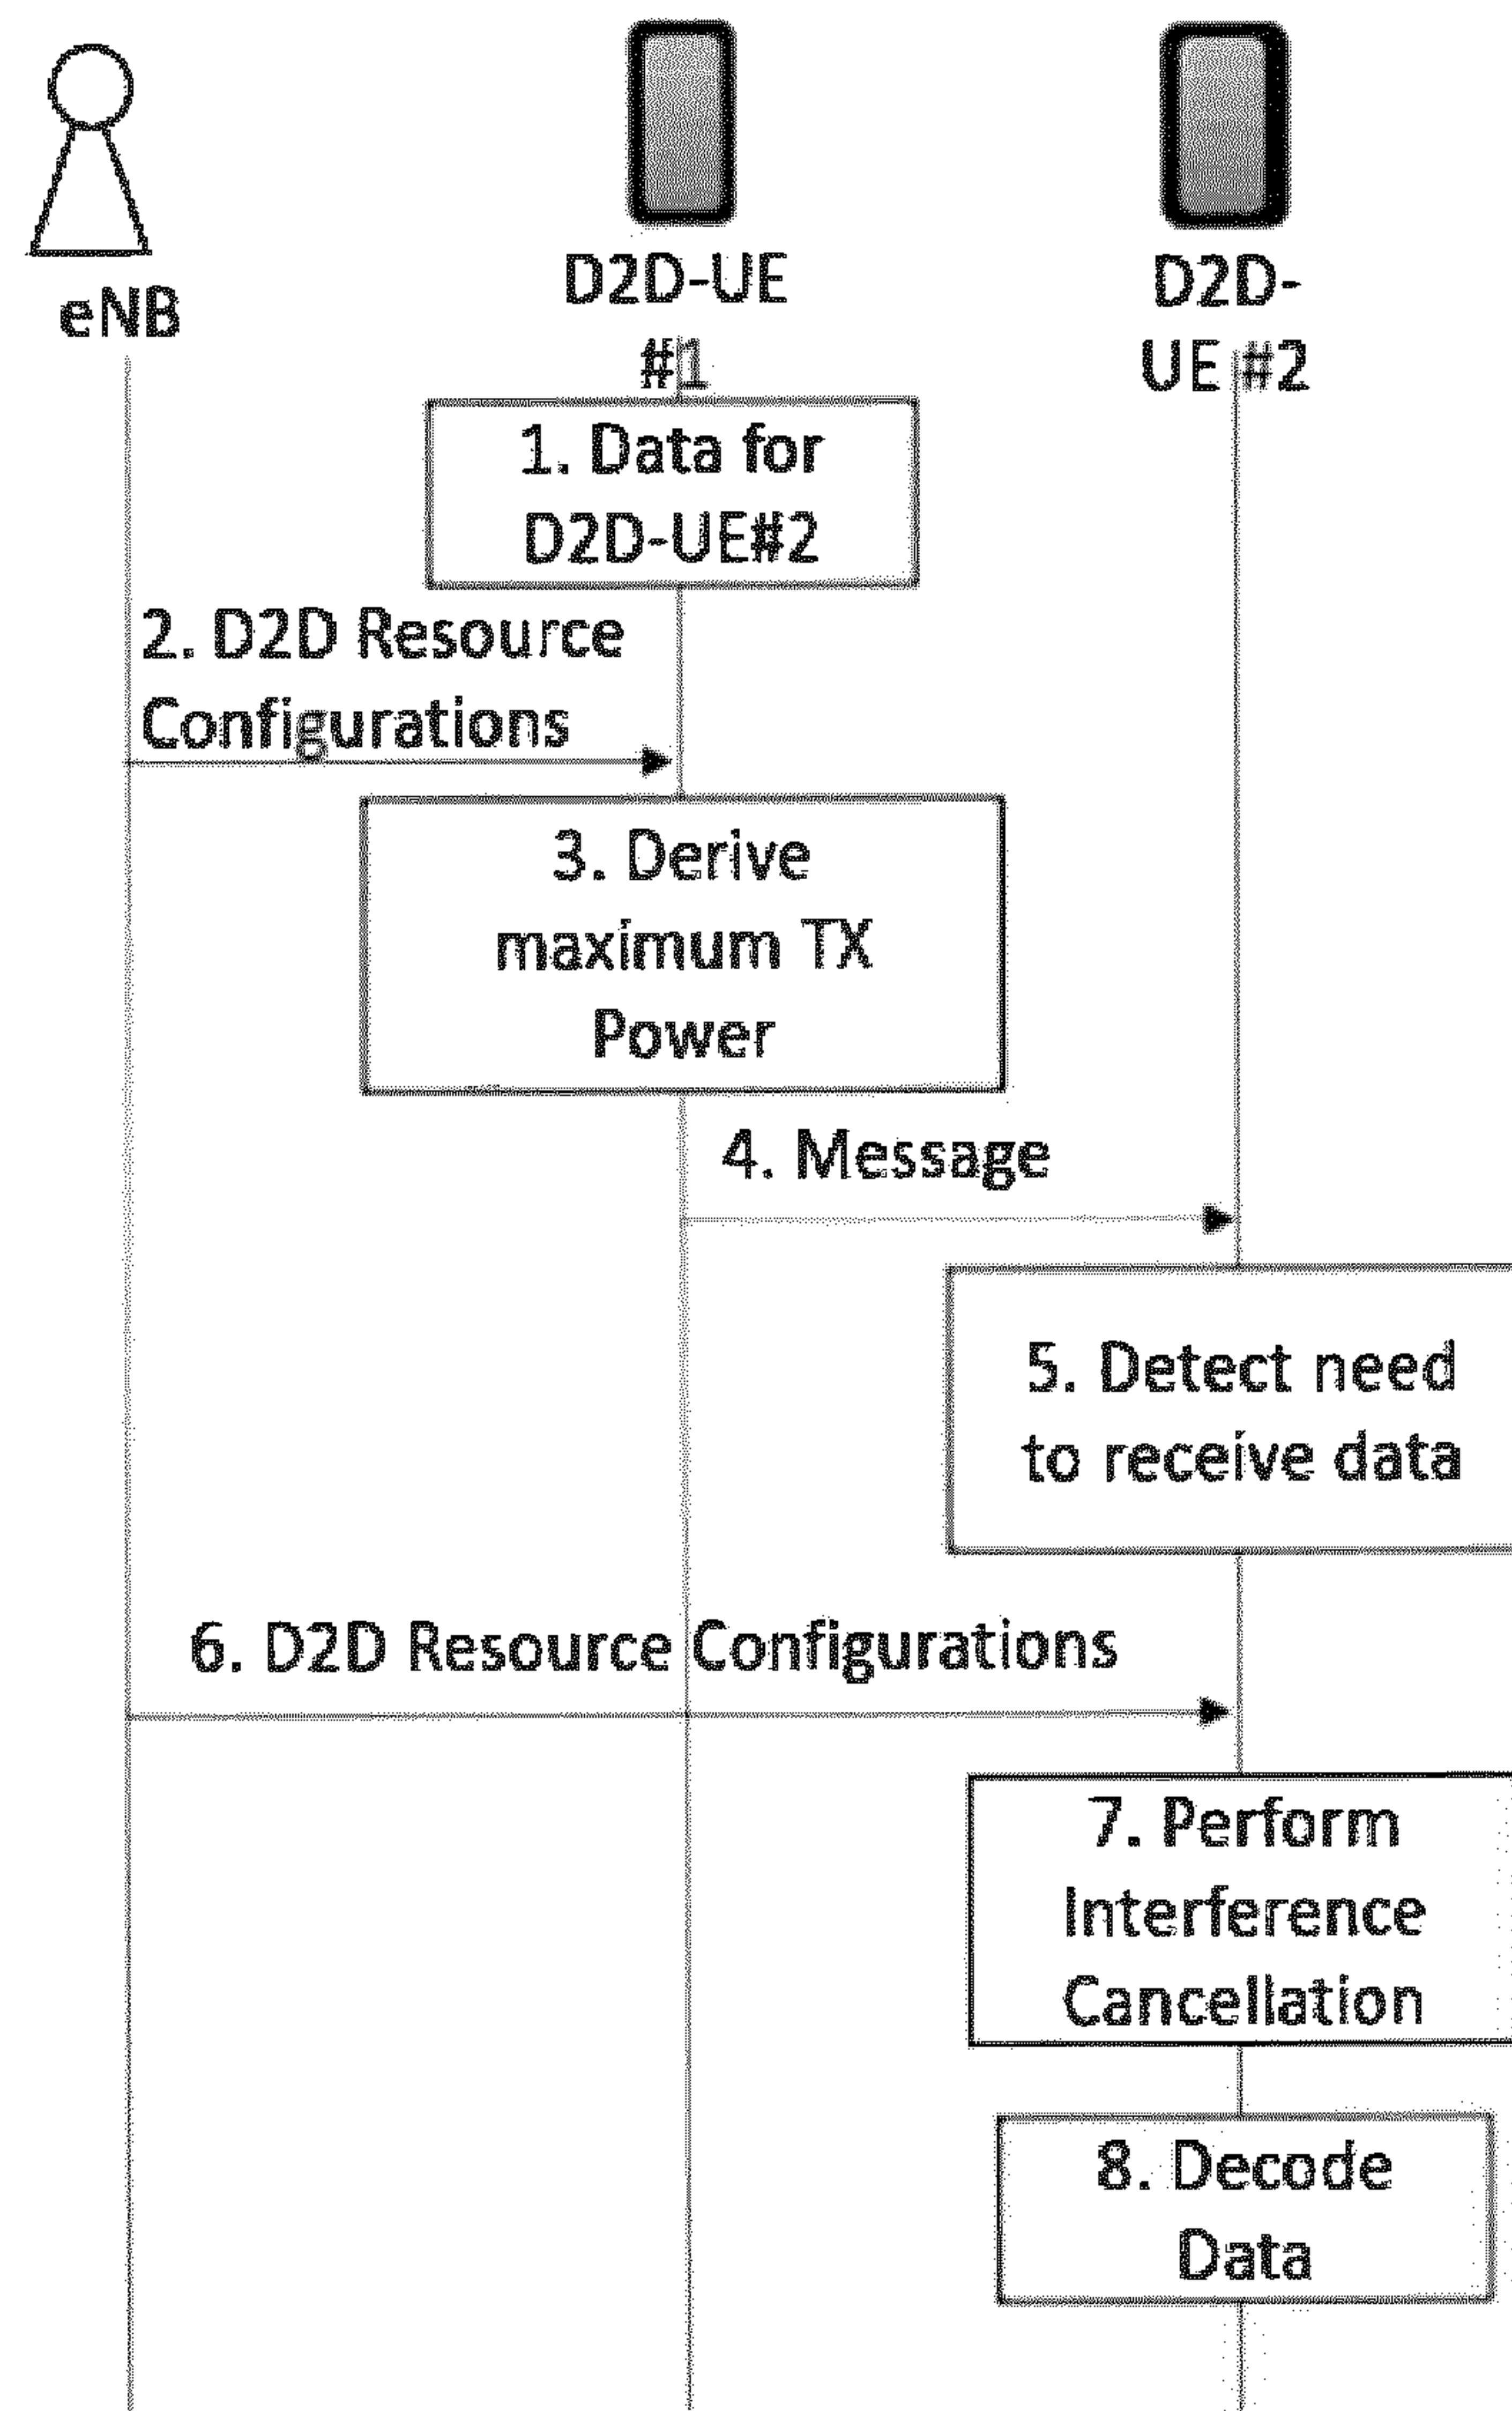 eNB
D2D-UE
#1
D2D-
UE #2
1. Data for
D2D-UE#2
2. D2D Resource
Configurations
3. Derive
maximum TX
Power
4. Message
5. Detect need
to receive data
6. D2D Resource Configurations
7. Perform
Interference
Cancellation
8. Decode
Data